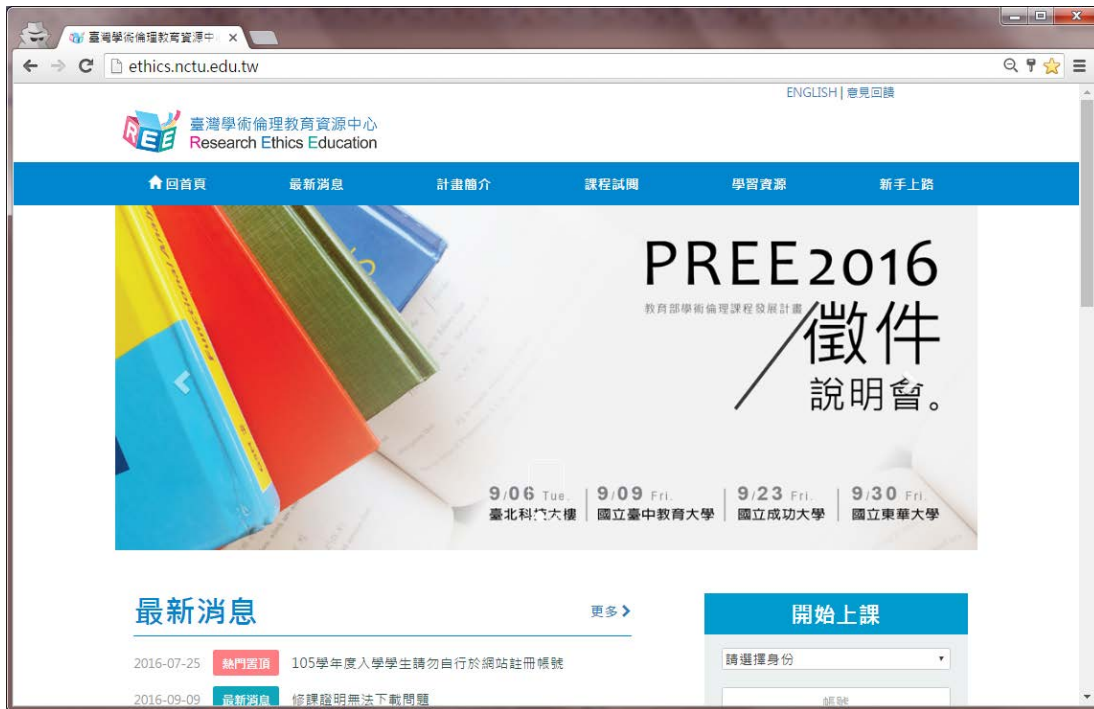 臺灣學術倫理教育資源中
ethics.nctu.edu.tw
ENGLISH | 意見回饋
REE
臺灣學術倫理教育資源中心
Research Ethics Education
回首頁 最新消息 計畫簡介 課程試閱 學習資源 新手上路
PREE2016
教育部學術倫理課程發展計畫
徵件
說明會。
9/06 Tue. 9/09 Fri. 9/23 Fri. 9/30 Fri.
臺北科技大樓 國立臺中教育大學 國立成功大學 國立東華大學
最新消息 更多
開始上課
2016-07-25 熱門置頂 105學年度入學學生請勿自行於網站註冊帳號
請選擇身份
2016-09-09 最新消息 修課證明無法下載問題
帳號